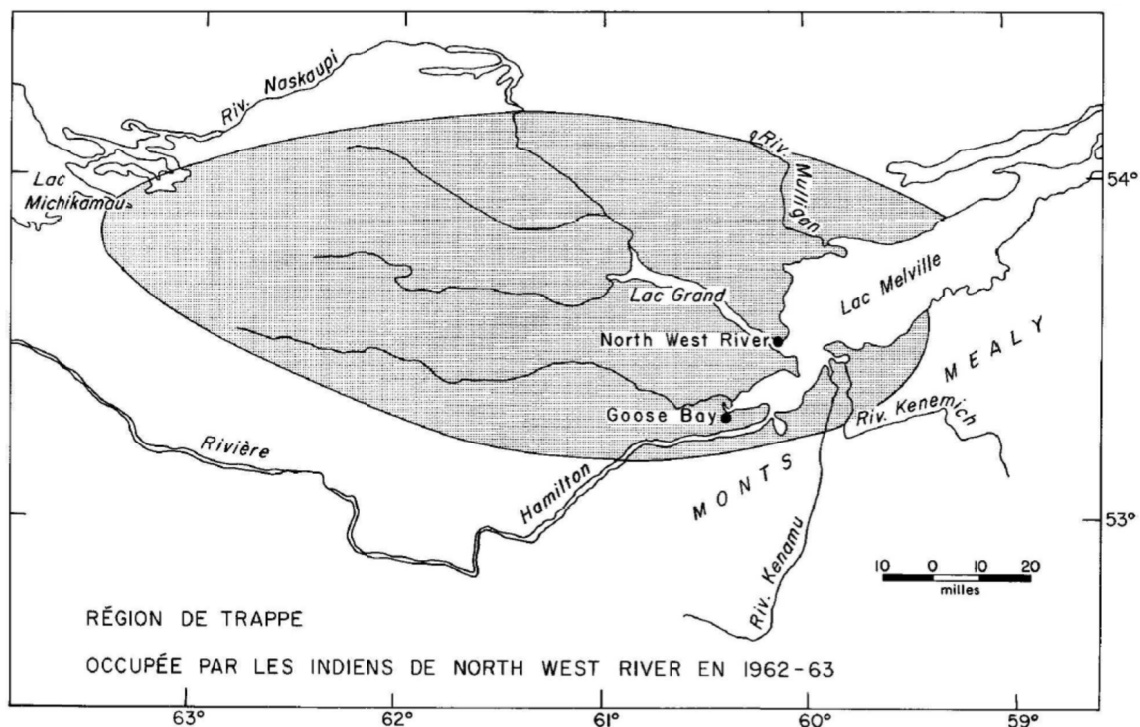 Riv. Naskaupi
Lac
Michikamau
Riv. Mulligan
54°
Lac Melville
Lac Grand
North West River
MEALY
Goose Bay
Riv. Kenemich
Rivière
Hamilton
MONTS
53°
Riv. Kenamu
10 0 10 20
milles
RÉGION DE TRAPPE
OCCUPÉE PAR LES INDIENS DE NORTH WEST RIVER EN 1962-63
63° 62° 61° 60° 59°